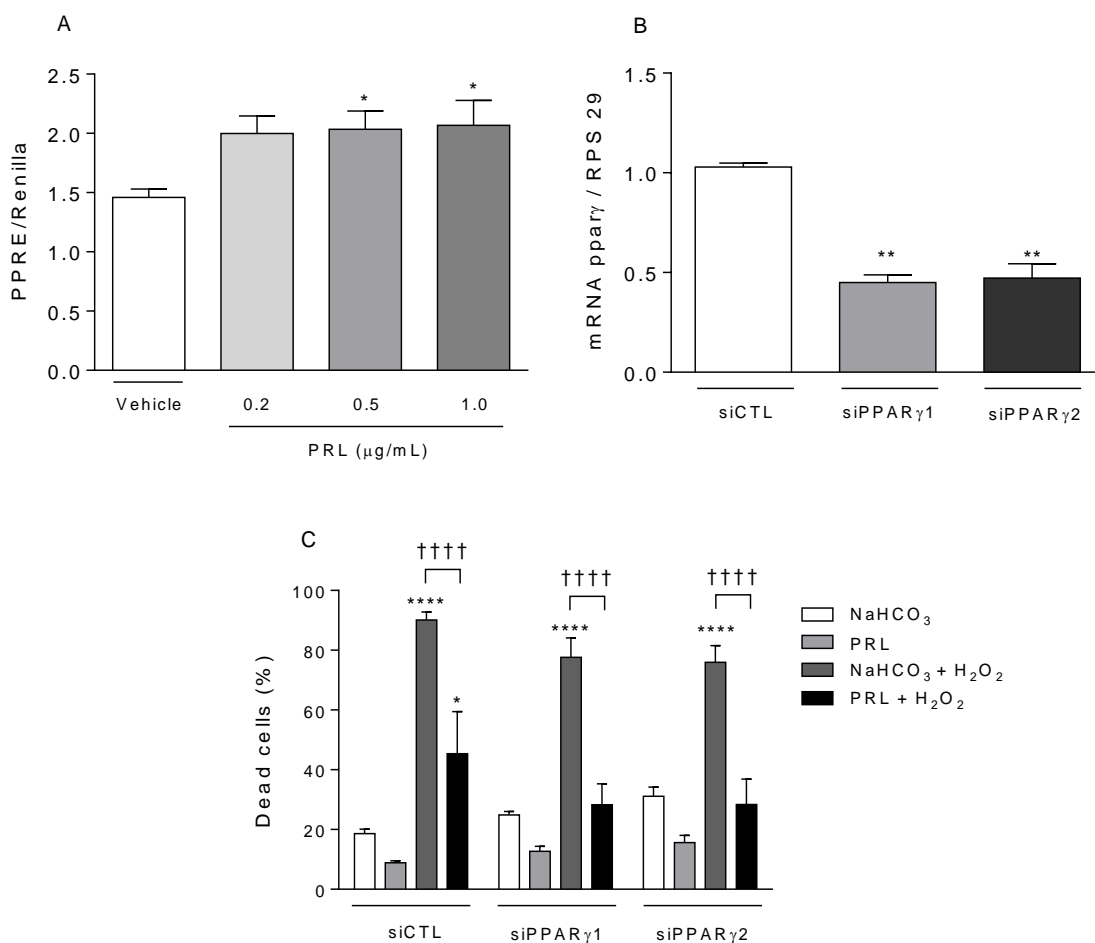 A
PPRE/Renilla
2.5
2.0
1.5
1.0
0.5
0.0
*
*
Vehicle
0.2
0.5
1.0
PRL (μg/mL)
B
mRNA pparγ / RPS 29
1.5
1.0
0.5
0.0
**
**
siCTL
siPPARγ1
siPPARγ2
C
Dead cells (%)
100
80
60
40
20
0
††††
****
*
††††
****
††††
****
siCTL
siPPARγ1
siPPARγ2
NaHCO₃
PRL
NaHCO₃ + H₂O₂
PRL + H₂O₂